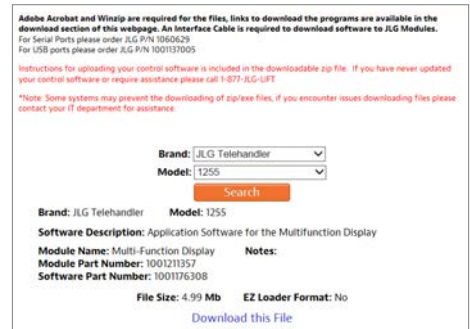 Adobe Acrobat and Winzip are required for the files, links to download the programs are available in the
download section of this webpage. An Interface Cable is required to download software to JLG Modules.
For Serial Ports please order JLG P/N 1060629
For USB ports please order JLG P/N 1001137005
Instructions for uploading your control software is included in the downloadable zip file. If you have never updated
your control software or require assistance please call 1-877-JLG-LIFT
*Note: Some systems may prevent the downloading of zip/exe files, if you encounter issues downloading files please
contact your IT department for assistance.
Brand: JLG Telehandler
Model: 1255
Search
Brand: JLG Telehandler Model: 1255
Software Description: Application Software for the Multifunction Display
Module Name: Multi-Function Display Notes:
Module Part Number: 1001211357
Software Part Number: 1001176308
File Size: 4.99 Mb EZ Loader Format: No
Download this File